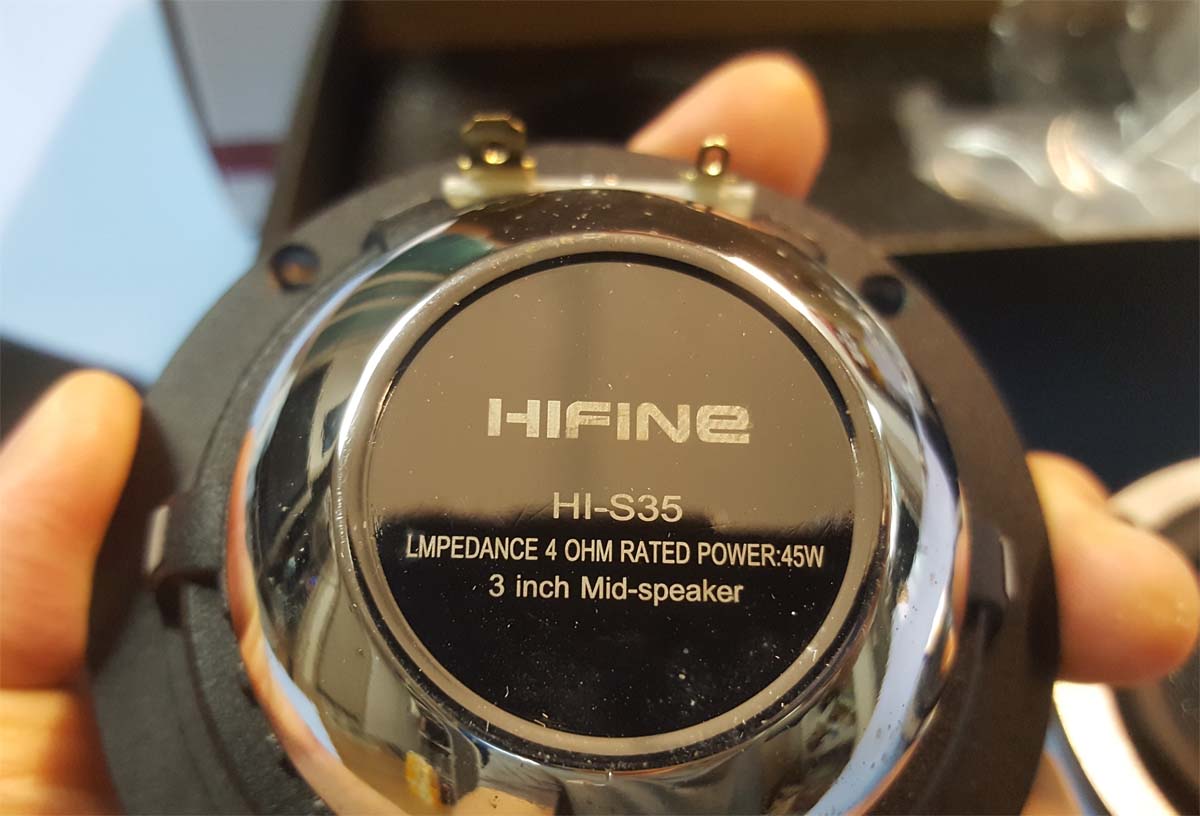 HIFINE
HI-S35
LMPEDANCE 4 OHM RATED POWER:45W
3 inch Mid-speaker